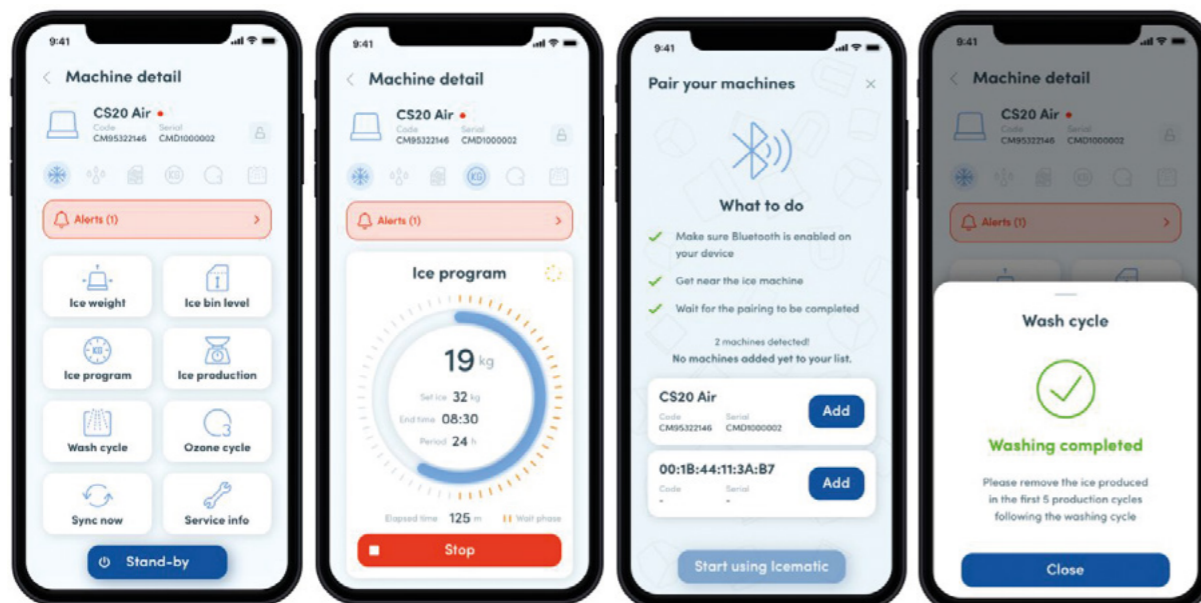 9:41
Machine detail
CS20 Air
Code Serial
CM95322146 CMD1000002
KG
Alerts (1)
Ice weight
Ice bin level
KG
Ice program
Ice production
Wash cycle
3
Ozone cycle
Sync now
Service info
Stand-by
9:41
Machine detail
CS20 Air
Code Serial
CM95322146 CMD1000002
KG
Alerts (1)
Ice program
19 kg
Set ice 32 kg
End time 08:30
Period 24 h
Elapsed time 125 m
Wait phase
Stop
9:41
Pair your machines
What to do
Make sure Bluetooth is enabled on
your device
Get near the ice machine
Wait for the pairing to be completed
2 machines detected!
No machines added yet to your list.
CS20 Air
Code Serial
CM95322146 CMD1000002
Add
00:1B:44:11:3A:B7
Code Serial
- -
Add
Start using Icematic
9:41
Machine detail
CS20 Air
Code Serial
CM95322146 CMD1000002
KG
Alerts (1)
Wash cycle
Washing completed
Please remove the ice produced
in the first 5 production cycles
following the washing cycle
Close